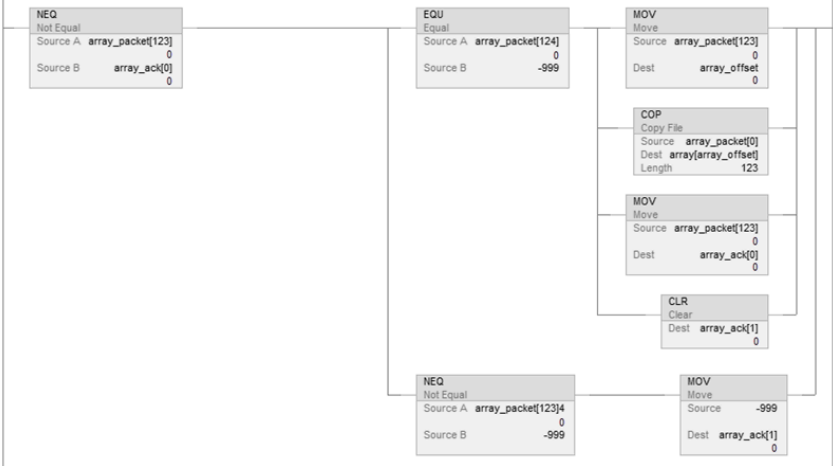 NEQ
Not Equal
Source A array_packet[123]
0
Source B array_ack[0]
0
EQU
Equal
Source A array_packet[124]
0
Source B -999
MOV
Move
Source array_packet[123]
0
Dest array_offset
0
COP
Copy File
Source array_packet[0]
Dest array[array_offset]
Length 123
MOV
Move
Source array_packet[123]
0
Dest array_ack[0]
0
CLR
Clear
Dest array_ack[1]
0
NEQ
Not Equal
Source A array_packet[123]4
0
Source B -999
MOV
Move
Source -999
Dest array_ack[1]
0